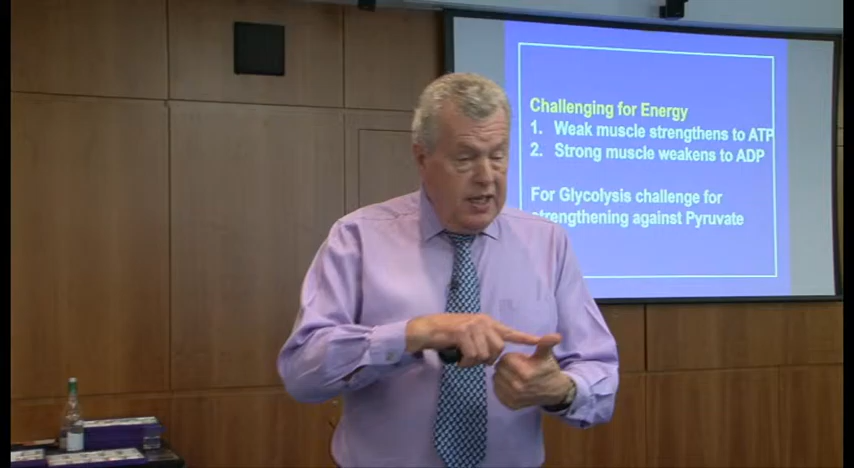 Challenging for Energy
1. Weak muscle strengthens to ATP
2. Strong muscle weakens to ADP
For Glycolysis challenge for
strengthening against Pyruvate